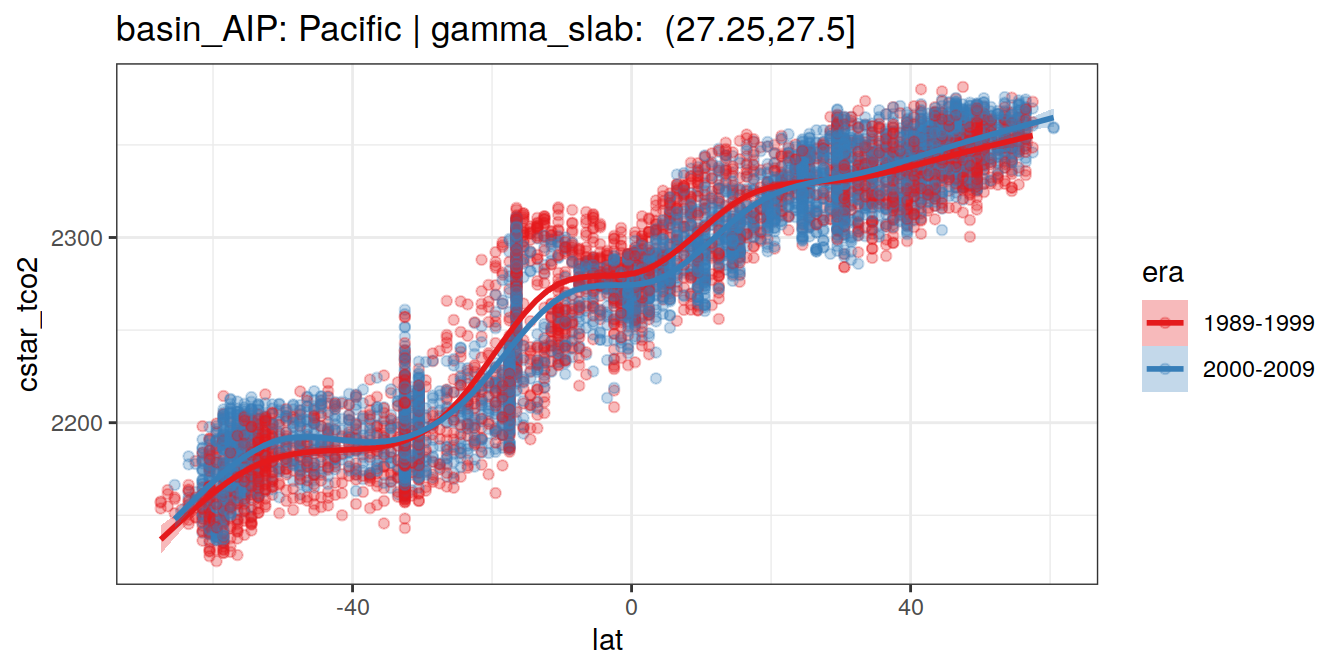 basin_AIP: Pacific | gamma_slab:  (27.25,27.5]
cstar_tco2
2300
2200
-40
0
40
lat
era
1989-1999
2000-2009